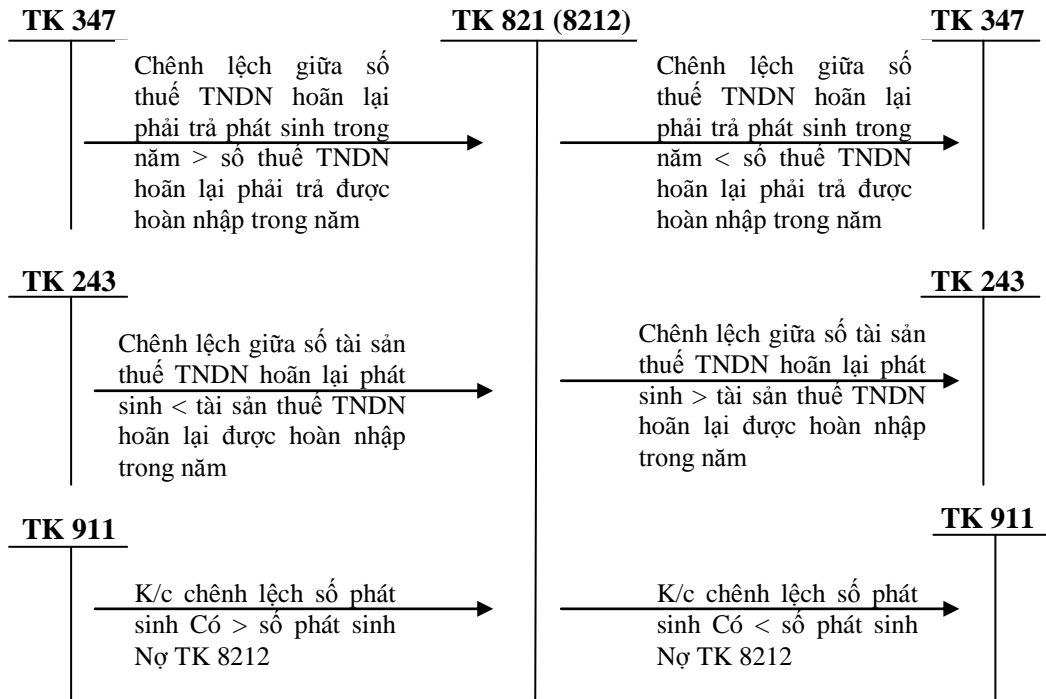 TK 347
TK 821 (8212)
TK 347
Chênh lệch giữa số
thuế TNDN hoãn lại
phải trả phát sinh trong
năm > số thuế TNDN
hoãn lại phải trả được
hoàn nhập trong năm
Chênh lệch giữa số
thuế TNDN hoãn lại
phải trả phát sinh trong
năm < số thuế TNDN
hoãn lại phải trả được
hoàn nhập trong năm
TK 243
TK 243
Chênh lệch giữa số tài sản
thuế TNDN hoãn lại phát
sinh < tài sản thuế TNDN
hoãn lại được hoàn nhập
trong năm
Chênh lệch giữa số tài sản
thuế TNDN hoãn lại phát
sinh > tài sản thuế TNDN
hoãn lại được hoàn nhập
trong năm
TK 911
TK 911
K/c chênh lệch số phát
sinh Có > số phát sinh
Nợ TK 8212
K/c chênh lệch số phát
sinh Có < số phát sinh
Nợ TK 8212